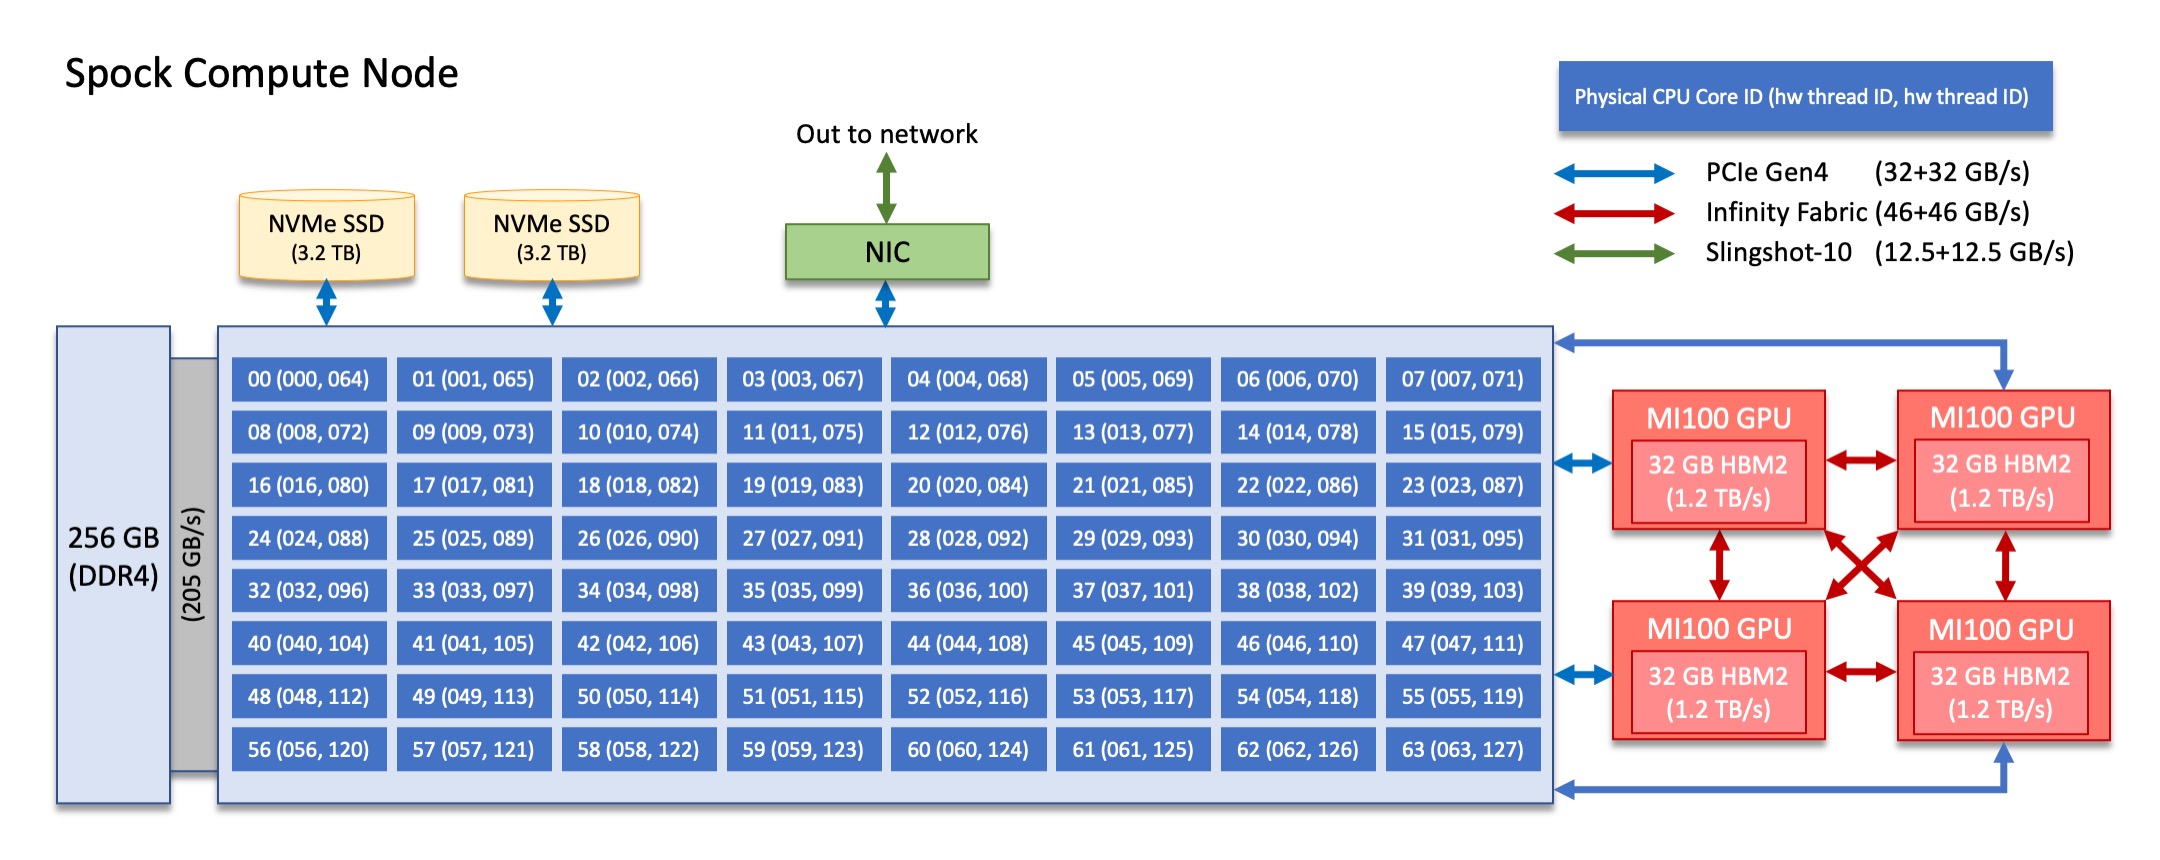 Spock Compute Node
Physical CPU Core ID (hw thread ID, hw thread ID)
Out to network
PCIe Gen4 (32+32 GB/s)
Infinity Fabric (46+46 GB/s)
Slingshot-10 (12.5+12.5 GB/s)
NVMe SSD
(3.2 TB)
NVMe SSD
(3.2 TB)
NIC
256 GB
(DDR4)
(205 GB/s)
00 (000, 064) 01 (001, 065) 02 (002, 066) 03 (003, 067) 04 (004, 068) 05 (005, 069) 06 (006, 070) 07 (007, 071)
08 (008, 072) 09 (009, 073) 10 (010, 074) 11 (011, 075) 12 (012, 076) 13 (013, 077) 14 (014, 078) 15 (015, 079)
16 (016, 080) 17 (017, 081) 18 (018, 082) 19 (019, 083) 20 (020, 084) 21 (021, 085) 22 (022, 086) 23 (023, 087)
24 (024, 088) 25 (025, 089) 26 (026, 090) 27 (027, 091) 28 (028, 092) 29 (029, 093) 30 (030, 094) 31 (031, 095)
32 (032, 096) 33 (033, 097) 34 (034, 098) 35 (035, 099) 36 (036, 100) 37 (037, 101) 38 (038, 102) 39 (039, 103)
40 (040, 104) 41 (041, 105) 42 (042, 106) 43 (043, 107) 44 (044, 108) 45 (045, 109) 46 (046, 110) 47 (047, 111)
48 (048, 112) 49 (049, 113) 50 (050, 114) 51 (051, 115) 52 (052, 116) 53 (053, 117) 54 (054, 118) 55 (055, 119)
56 (056, 120) 57 (057, 121) 58 (058, 122) 59 (059, 123) 60 (060, 124) 61 (061, 125) 62 (062, 126) 63 (063, 127)
MI100 GPU
32 GB HBM2
(1.2 TB/s)
MI100 GPU
32 GB HBM2
(1.2 TB/s)
MI100 GPU
32 GB HBM2
(1.2 TB/s)
MI100 GPU
32 GB HBM2
(1.2 TB/s)